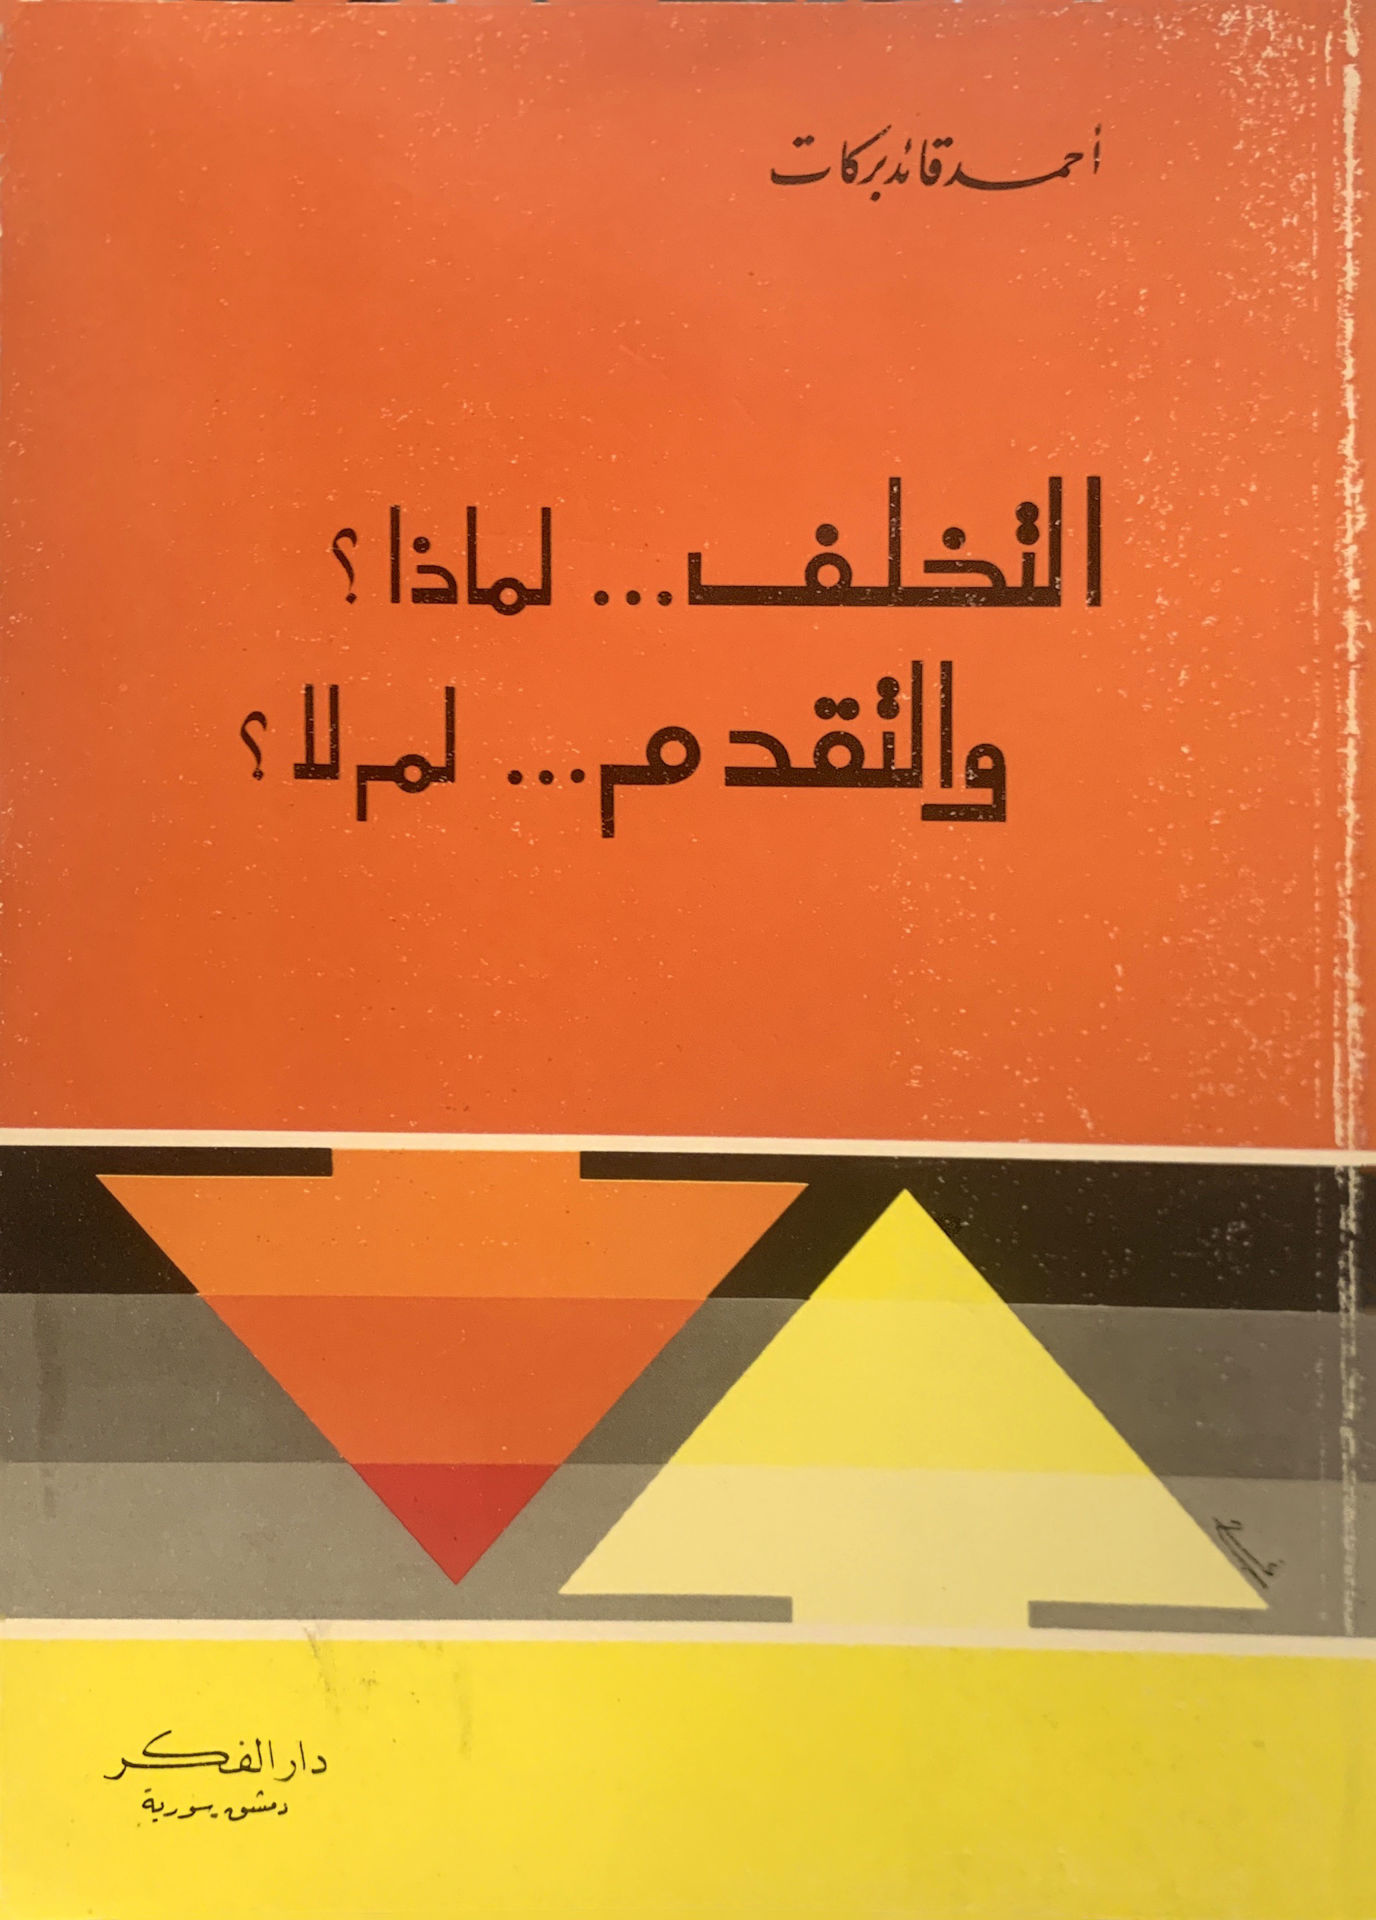 أحمد قائد بركات
التخلف... لماذا؟
والتقدم... لم لا؟
دار الفكر
دمشق - سورية